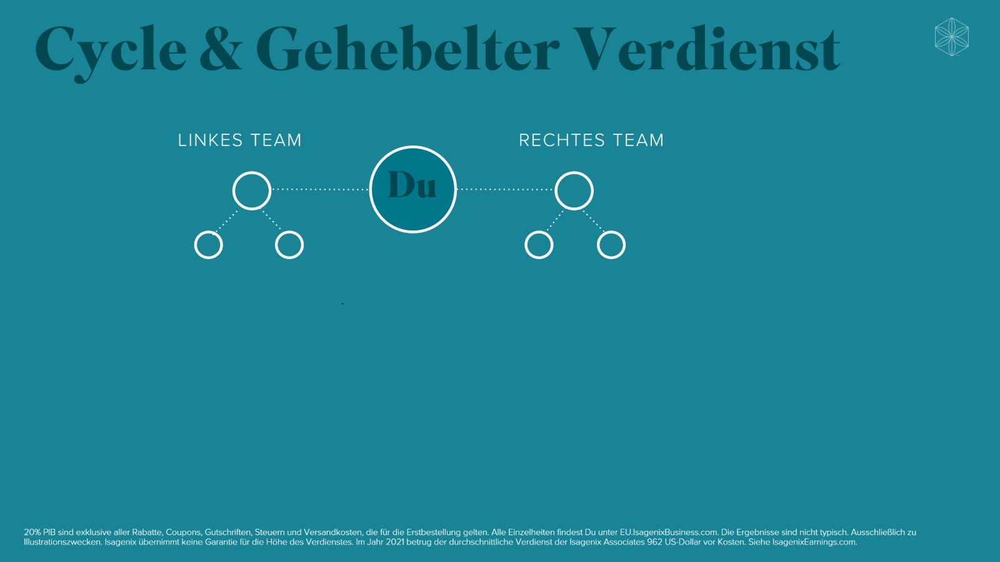 Cycle & Gehebelter Verdienst
LINKES TEAM
RECHTES TEAM
Du
20% PIB sind exklusive aller Rabatte, Coupons, Gutschriften, Steuern und Versandkosten, die für die Erstbestellung gelten. Alle Einzelheiten findest Du unter EU.IsagenixBusiness.com. Die Ergebnisse sind nicht typisch. Ausschließlich zu
Illustrationszwecken. Isagenix übernimmt keine Garantie für die Höhe des Verdienstes. Im Jahr 2021 betrug der durchschnittliche Verdienst der Isagenix Associates 962 US-Dollar vor Kosten. Siehe IsagenixEarnings.com.